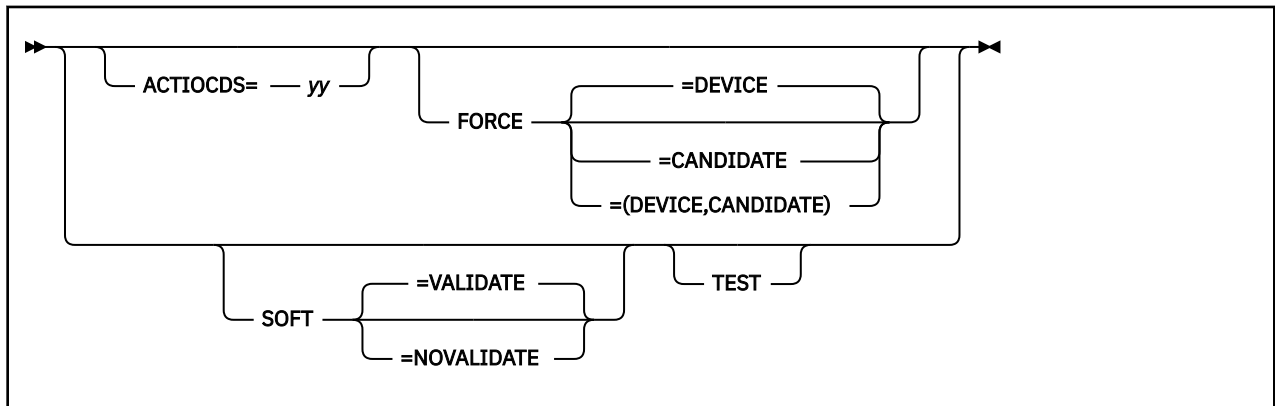 ACTIOCDS= yy
=DEVICE
FORCE
=CANDIDATE
=(DEVICE,CANDIDATE)
=VALIDATE
TEST
SOFT
=NOVALIDATE